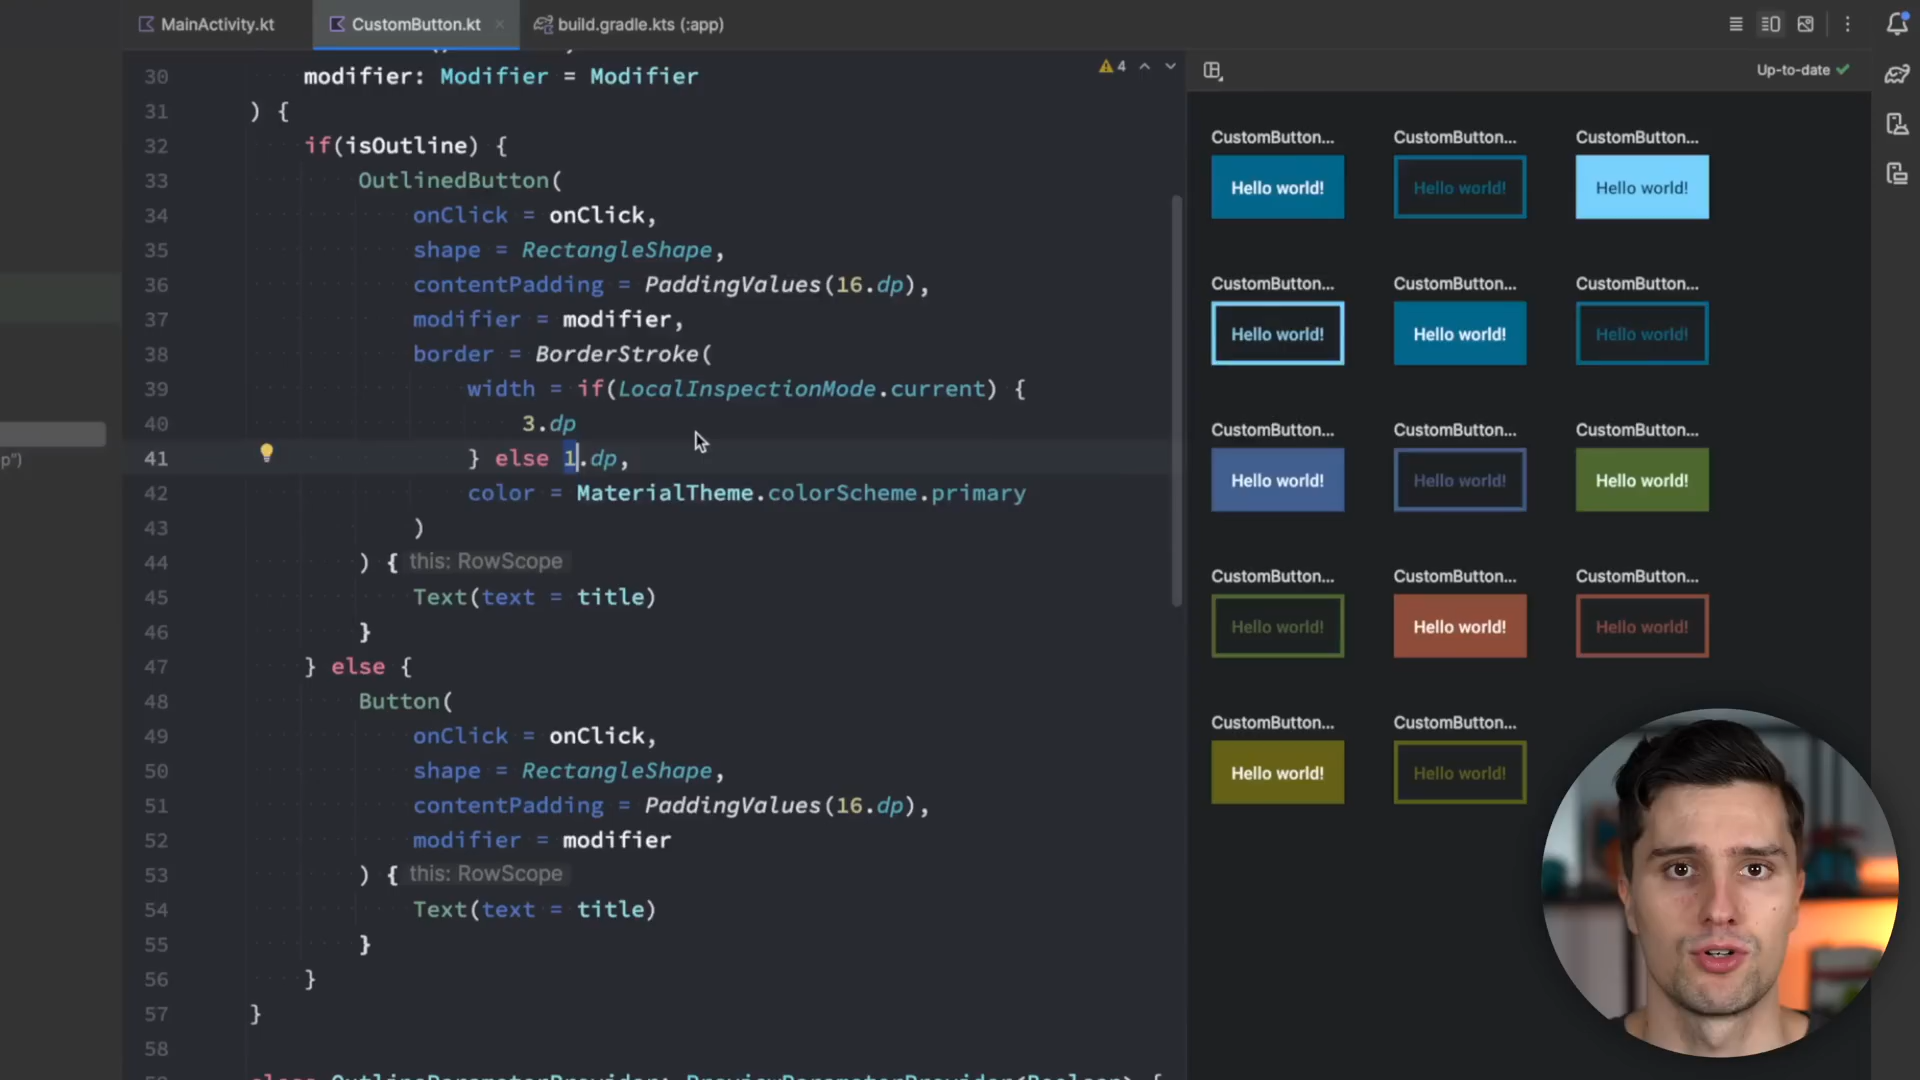 MainActivity.kt
CustomButton.kt
build.gradle.kts (:app)
4
Up-to-date
30 modifier: Modifier = Modifier
31 ) {
32 if(isOutline) {
33 OutlinedButton(
34 onClick = onClick,
35 shape = RectangleShape,
36 contentPadding = PaddingValues(16.dp),
37 modifier = modifier,
38 border = BorderStroke(
39 width = if(LocalInspectionMode.current) {
40 3.dp
41 } else 1.dp,
42 color = MaterialTheme.colorScheme.primary
43 )
44 ) { this: RowScope
45 Text(text = title)
46 }
47 } else {
48 Button(
49 onClick = onClick,
50 shape = RectangleShape,
51 contentPadding = PaddingValues(16.dp),
52 modifier = modifier
53 ) { this: RowScope
54 Text(text = title)
55 }
56 }
57 }
58
p")
CustomButton... CustomButton... CustomButton...
Hello world! Hello world! Hello world!
CustomButton... CustomButton... CustomButton...
Hello world! Hello world! Hello world!
CustomButton... CustomButton... CustomButton...
Hello world! Hello world! Hello world!
CustomButton... CustomButton... CustomButton...
Hello world! Hello world! Hello world!
CustomButton... CustomButton...
Hello world! Hello world!